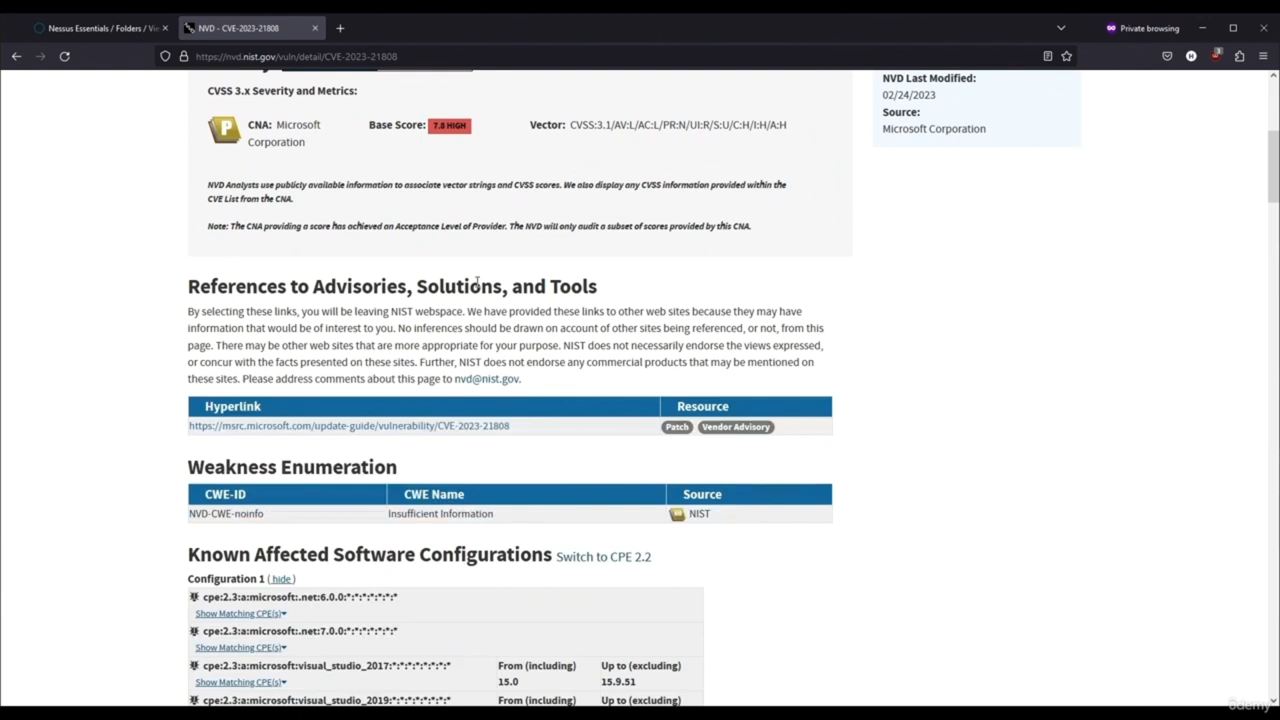 Nessus Essentials / Folders / Vie
NVD - CVE-2023-21808
Private browsing
https://nvd.nist.gov/vuln/detail/CVE-2023-21808
CVSS 3.x Severity and Metrics:
CNA: Microsoft
Corporation
Base Score: 7.8 HIGH
Vector: CVSS:3.1/AV:L/AC:L/PR:N/UI:R/S:U/C:H/I:H/A:H
NVD Analysts use publicly available information to associate vector strings and CVSS scores. We also display any CVSS information provided within the
CVE List from the CNA.
Note: The CNA providing a score has achieved an Acceptance Level of Provider. The NVD will only audit a subset of scores provided by this CNA.
NVD Last Modified:
02/24/2023
Source:
Microsoft Corporation
References to Advisories, Solutions, and Tools
By selecting these links, you will be leaving NIST webspace. We have provided these links to other web sites because they may have
information that would be of interest to you. No inferences should be drawn on account of other sites being referenced, or not, from this
page. There may be other web sites that are more appropriate for your purpose. NIST does not necessarily endorse the views expressed,
or concur with the facts presented on these sites. Further, NIST does not endorse any commercial products that may be mentioned on
these sites. Please address comments about this page to nvd@nist.gov.
Hyperlink Resource
https://msrc.microsoft.com/update-guide/vulnerability/CVE-2023-21808 Patch Vendor Advisory
Weakness Enumeration
CWE-ID CWE Name Source
NVD-CWE-noinfo Insufficient Information NIST
Known Affected Software Configurations Switch to CPE 2.2
Configuration 1 ( hide )
cpe:2.3:a:microsoft:.net:6.0.0:*:*:*:*:*:*:*
Show Matching CPE(s)
cpe:2.3:a:microsoft:.net:7.0.0:*:*:*:*:*:*:*
Show Matching CPE(s)
cpe:2.3:a:microsoft:visual_studio_2017:*:*:*:*:*:*:*:* From (including) Up to (excluding)
Show Matching CPE(s) 15.0 15.9.51
cpe:2.3:a:microsoft:visual_studio_2019:*:*:*:*:*:*:*:* From (including) Up to (excluding)
ûdemy